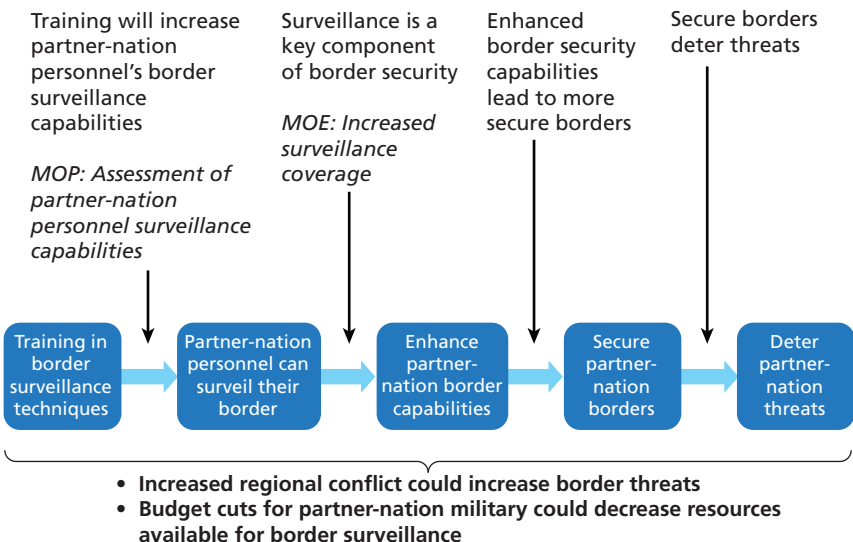 Training will increase
partner-nation
personnel's border
surveillance
capabilities
MOP: Assessment of
partner-nation
personnel surveillance
capabilities
Surveillance is a
key component
of border security
MOE: Increased
surveillance
coverage
Enhanced
border security
capabilities
lead to more
secure borders
Secure borders
deter threats
Training in
border
surveillance
techniques
Partner-nation
personnel can
surveil their
border
Enhance
partner-
nation border
capabilities
Secure
partner-
nation
borders
Deter
partner-
nation
threats
• Increased regional conflict could increase border threats
• Budget cuts for partner-nation military could decrease resources
available for border surveillance